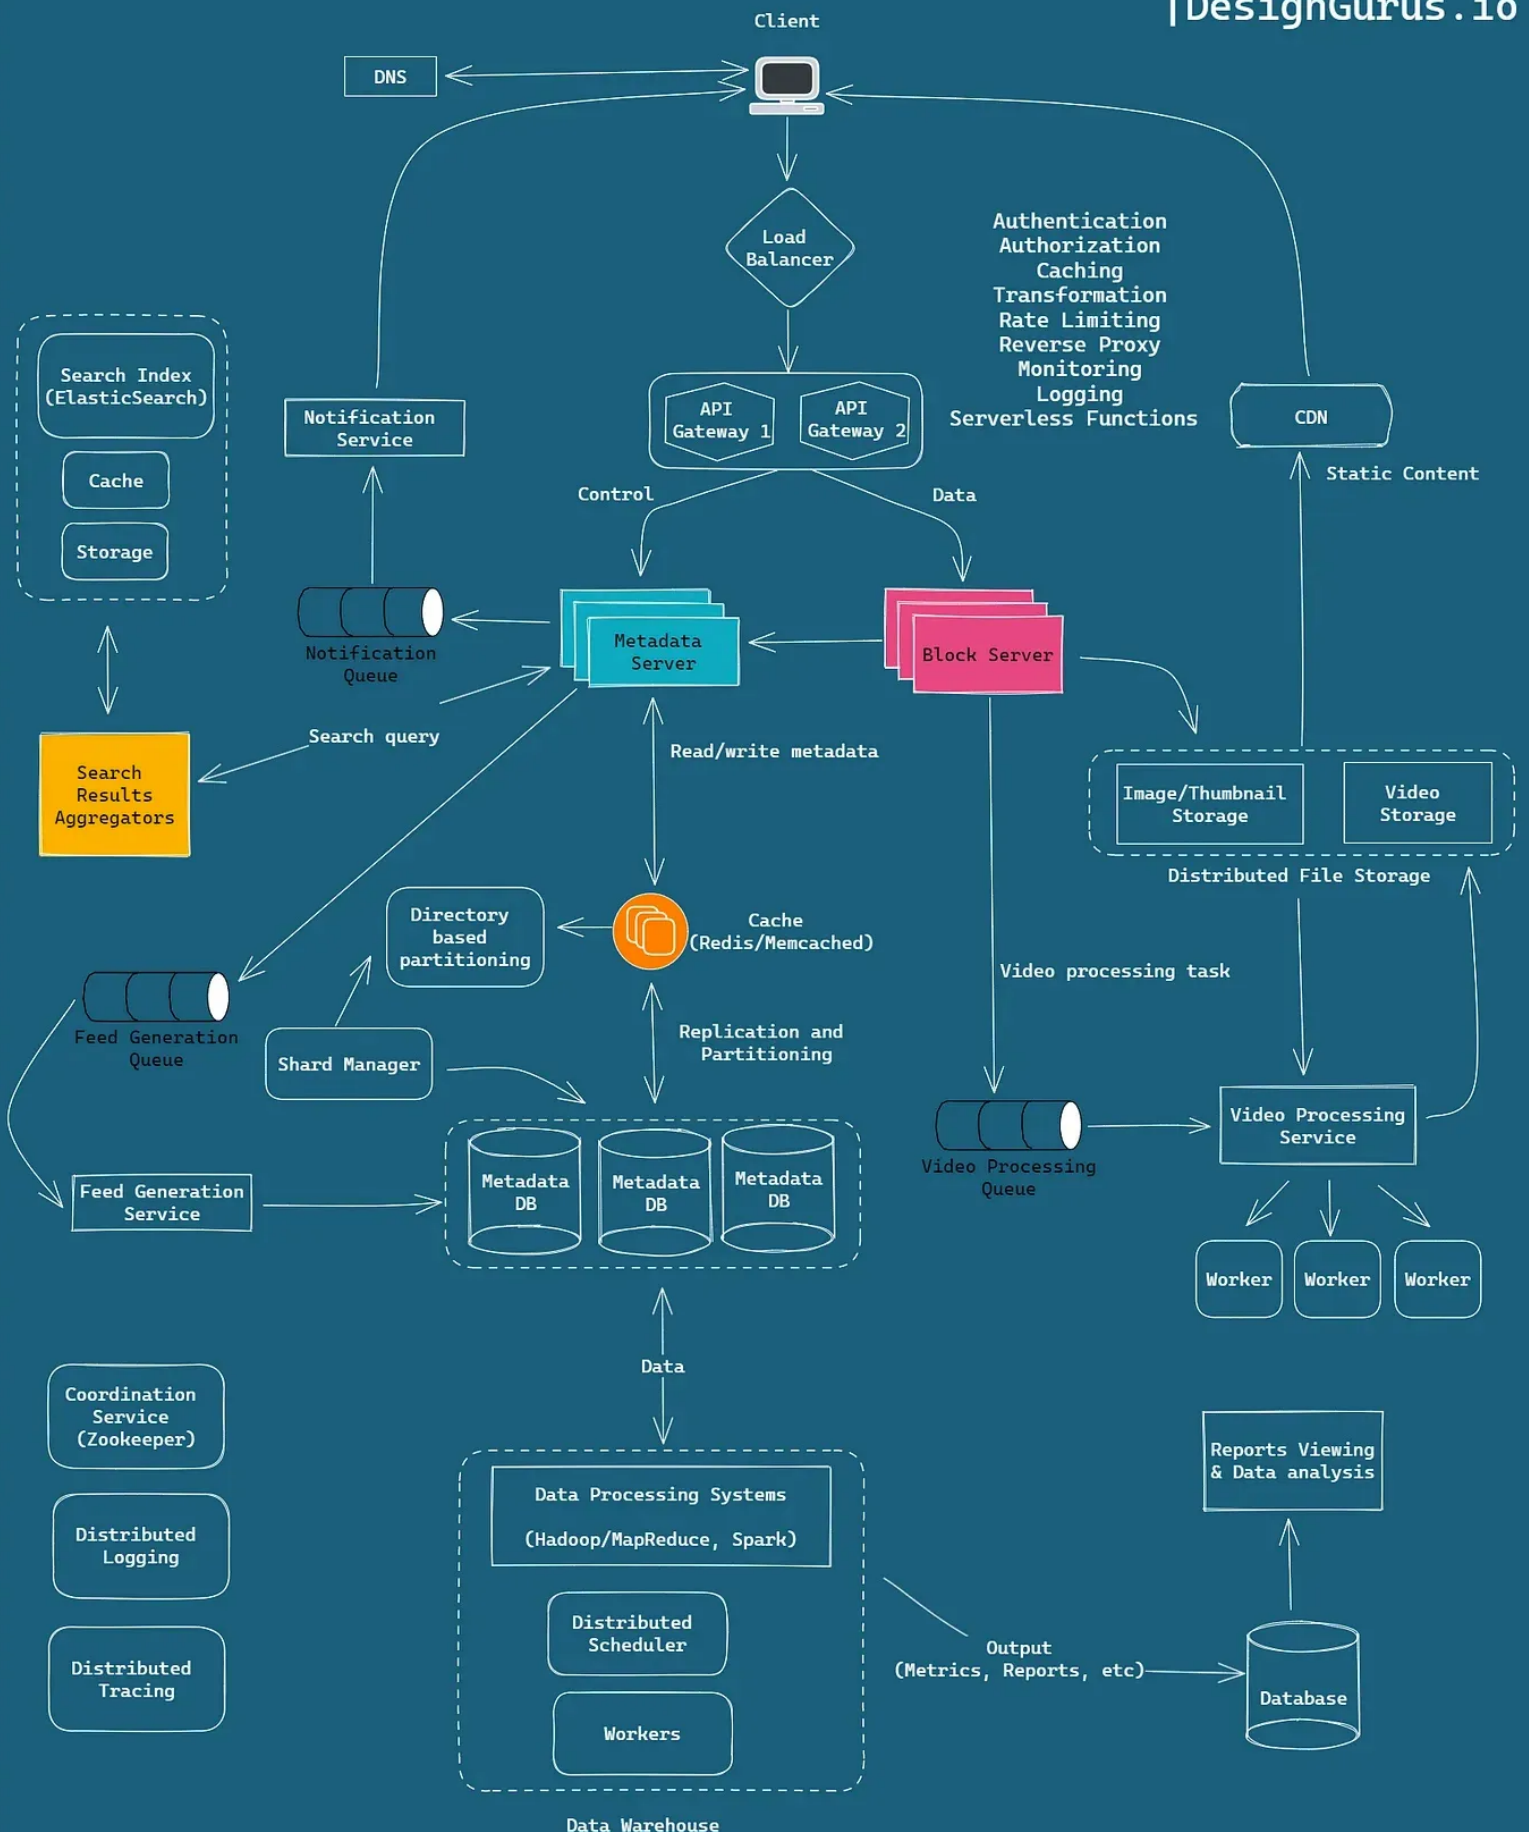 |DesignGurus.io
Client
DNS
Load
Balancer
Authentication
Authorization
Caching
Transformation
Rate Limiting
Reverse Proxy
Monitoring
Logging
Serverless Functions
Search Index
(ElasticSearch)
Cache
Storage
Notification
Service
API
Gateway 1
API
Gateway 2
CDN
Static Content
Control
Data
Notification
Queue
Metadata
Server
Block Server
Search query
Read/write metadata
Search
Results
Aggregators
Image/Thumbnail
Storage
Video
Storage
Distributed File Storage
Directory
based
partitioning
Cache
(Redis/Memcached)
Video processing task
Feed Generation
Queue
Shard Manager
Replication and
Partitioning
Video Processing
Queue
Video Processing
Service
Feed Generation
Service
Metadata
DB
Metadata
DB
Metadata
DB
Worker
Worker
Worker
Data
Coordination
Service
(Zookeeper)
Distributed
Logging
Distributed
Tracing
Data Processing Systems
(Hadoop/MapReduce, Spark)
Distributed
Scheduler
Workers
Data Warehouse
Reports Viewing
& Data analysis
Output
(Metrics, Reports, etc)
Database